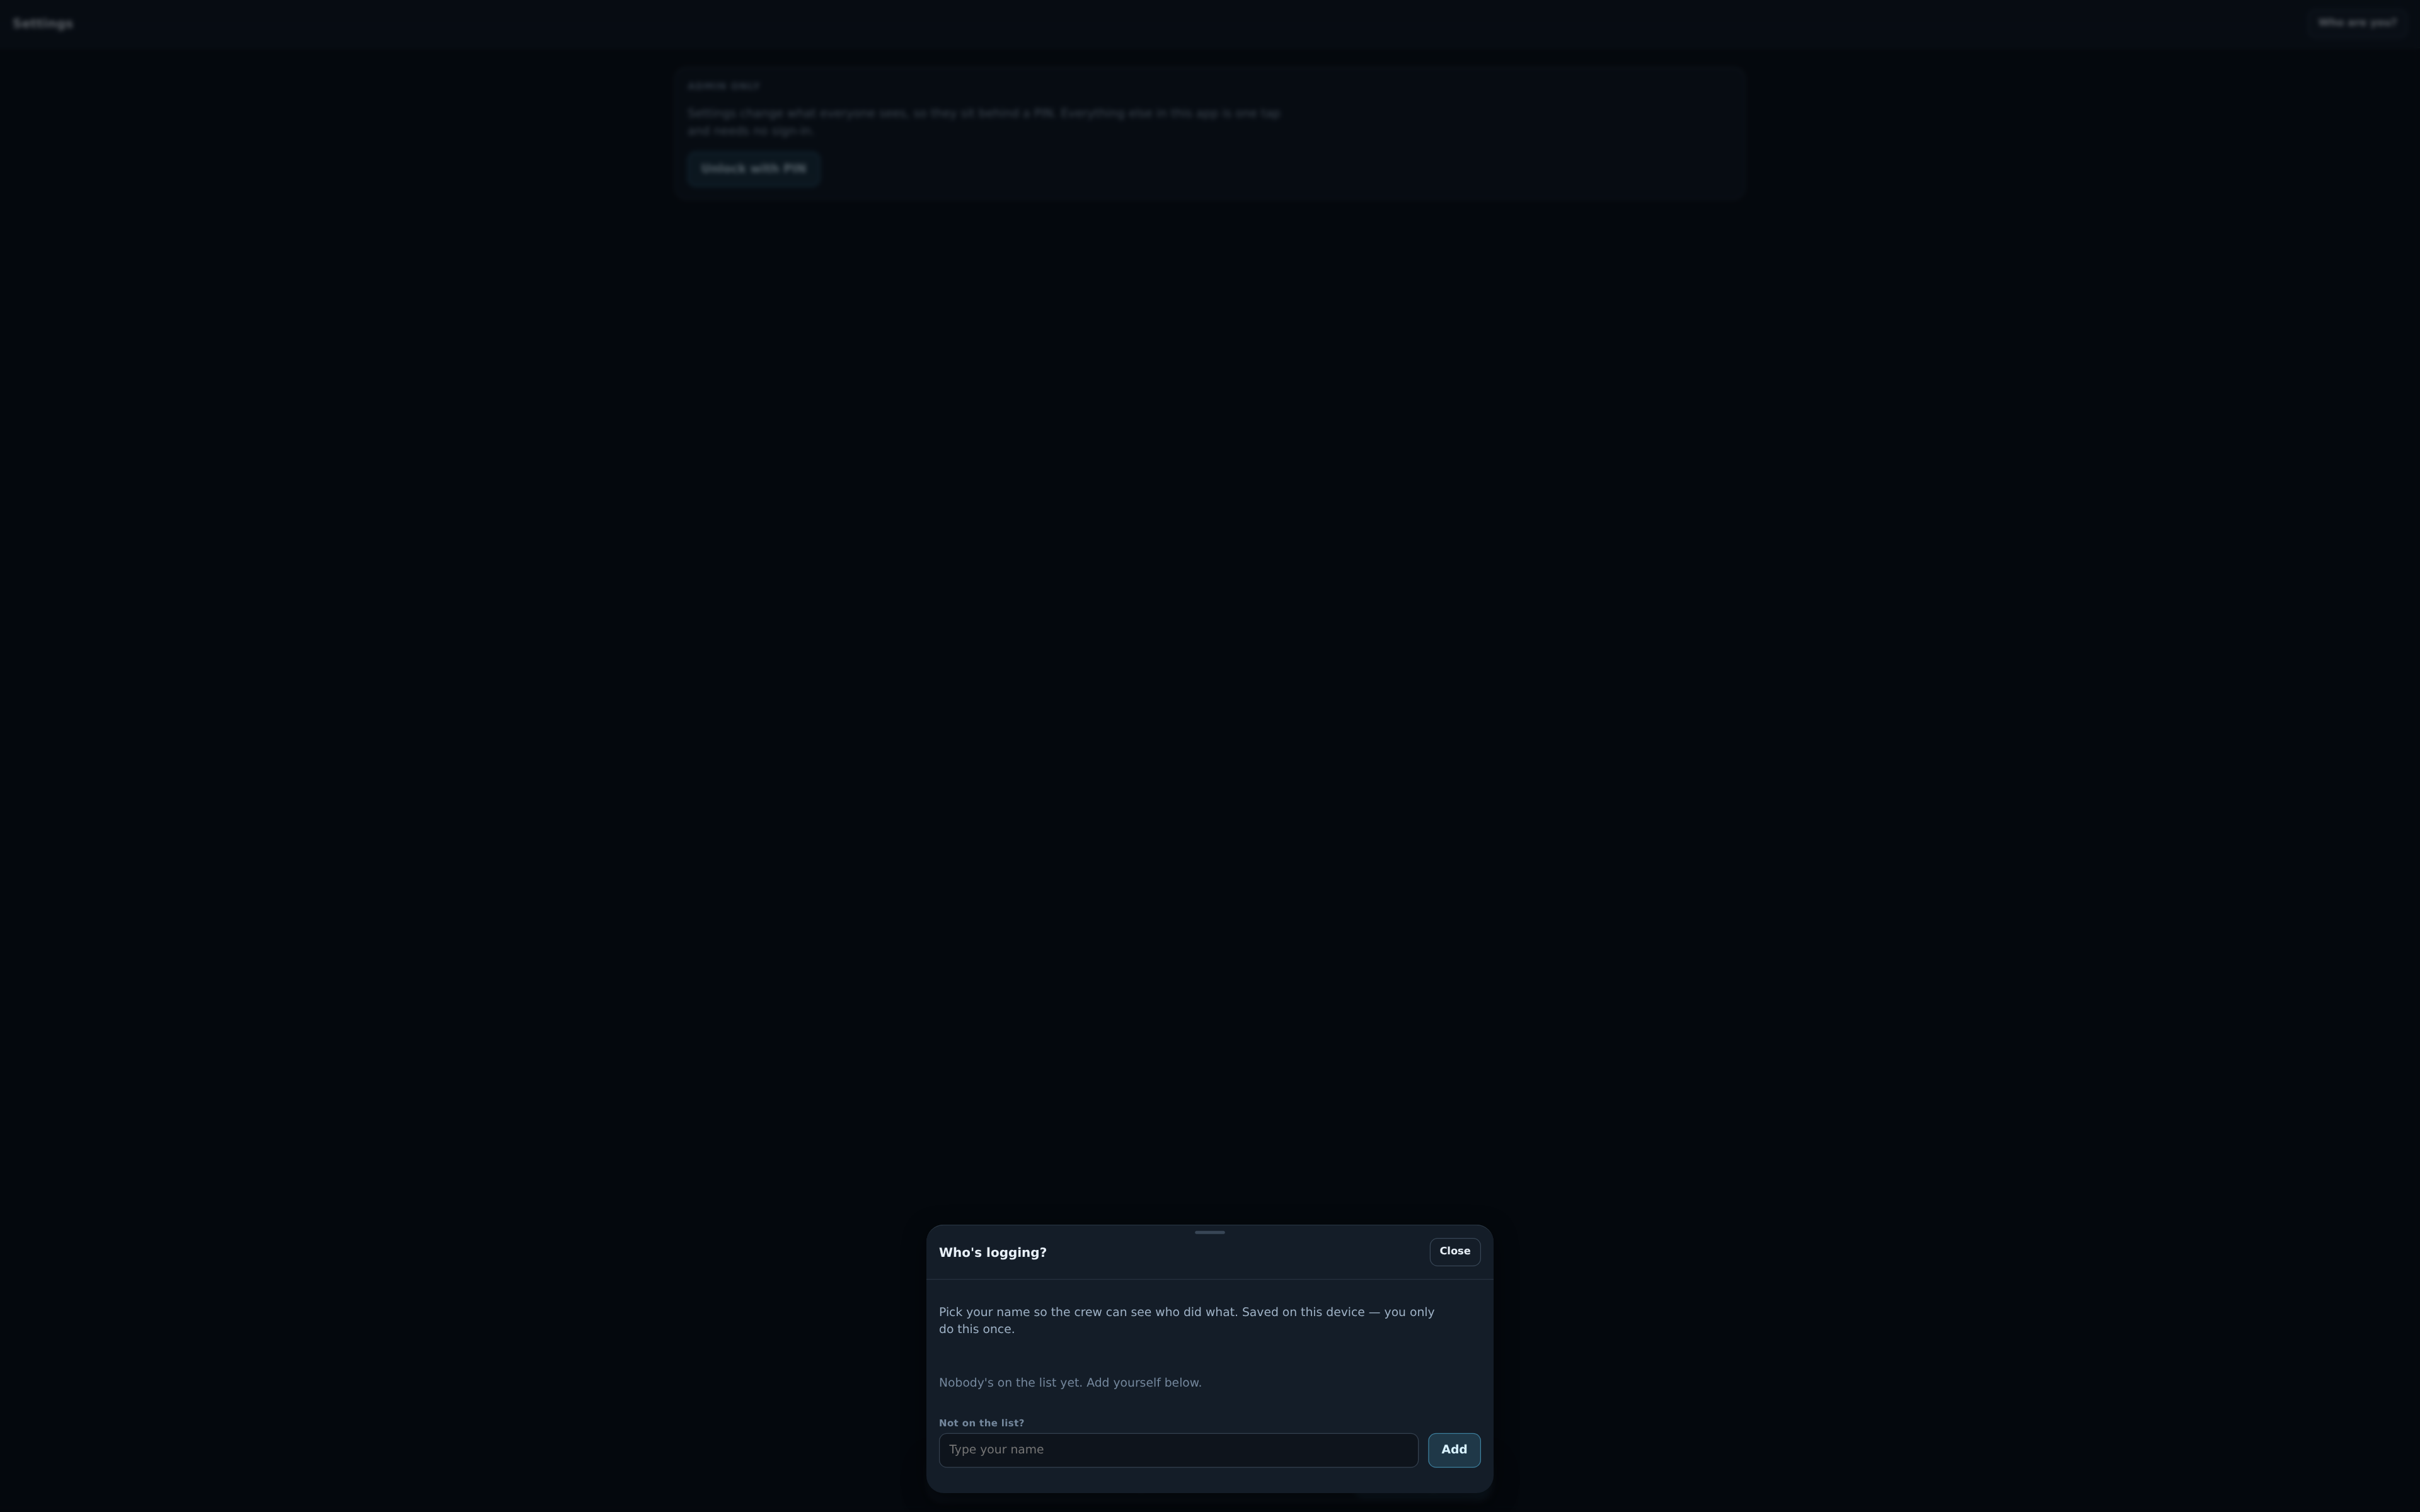 Settings
Who are you?
ADMIN ONLY
Settings change what everyone sees, so they sit behind a PIN. Everything else in this app is one tap
and needs no sign-in.
Unlock with PIN
Who's logging?
Close
Pick your name so the crew can see who did what. Saved on this device — you only
do this once.
Nobody's on the list yet. Add yourself below.
Not on the list?
Type your name
Add